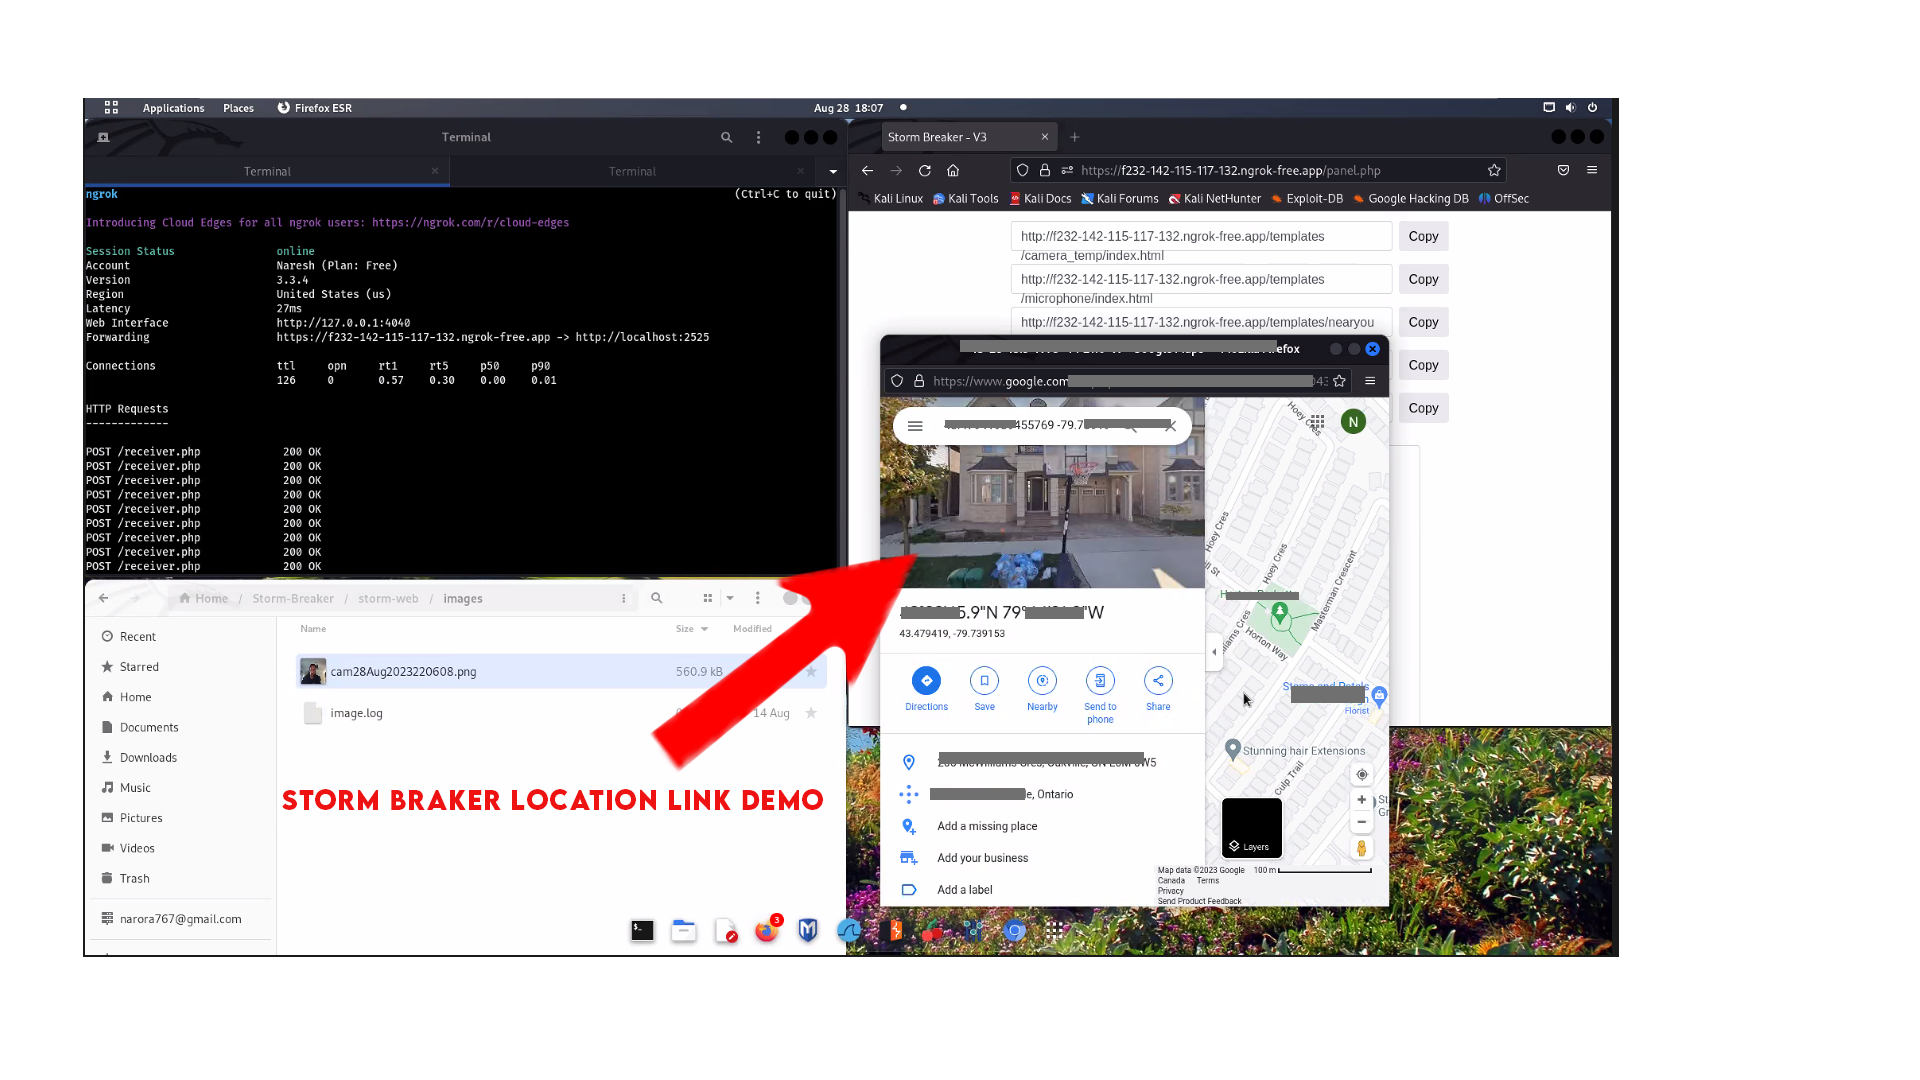 Applications Places Firefox ESR Aug 28 18:07
Terminal
Terminal Terminal
ngrok (Ctrl+C to quit)
Introducing Cloud Edges for all ngrok users: https://ngrok.com/r/cloud-edges
Session Status online
Account Naresh (Plan: Free)
Version 3.3.4
Region United States (us)
Latency 27ms
Web Interface http://127.0.0.1:4040
Forwarding https://f232-142-115-117-132.ngrok-free.app -> http://localhost:2525
Connections ttl opn rt1 rt5 p50 p90
126 0 0.57 0.30 0.00 0.01
HTTP Requests
-------------
POST /receiver.php 200 OK
POST /receiver.php 200 OK
POST /receiver.php 200 OK
POST /receiver.php 200 OK
POST /receiver.php 200 OK
POST /receiver.php 200 OK
POST /receiver.php 200 OK
POST /receiver.php 200 OK
POST /receiver.php 200 OK
Home / Storm-Breaker / storm-web / images
Recent
Starred
Home
Documents
Downloads
Music
Pictures
Videos
Trash
narora767@gmail.com
Name Size Modified
cam28Aug2023220608.png 560.9 kB
image.log 14 Aug
STORM BRAKER LOCATION LINK DEMO
Storm Breaker - V3
https://f232-142-115-117-132.ngrok-free.app/panel.php
Kali Linux Kali Tools Kali Docs Kali Forums Kali NetHunter Exploit-DB Google Hacking DB OffSec
http://f232-142-115-117-132.ngrok-free.app/templates Copy
/camera_temp/index.html
http://f232-142-115-117-132.ngrok-free.app/templates Copy
/microphone/index.html
http://f232-142-115-117-132.ngrok-free.app/templates/nearyou Copy
Copy
Copy
https://www.google.com
N
5.9"N 79° "W
43.479419, -79.739153
Directions
Save
Nearby
Send to
phone
Share
, Ontario
Add a missing place
Add your business
Add a label
Hoey Cres
Hoey Cres
Hoey Cres
Masterman Crescent
Horton Way
Florist
Stunning hair Extensions
Culp Trail
Layers
Map data ©2023 Google 100 m
Canada Terms
Privacy
Send Product Feedback
3